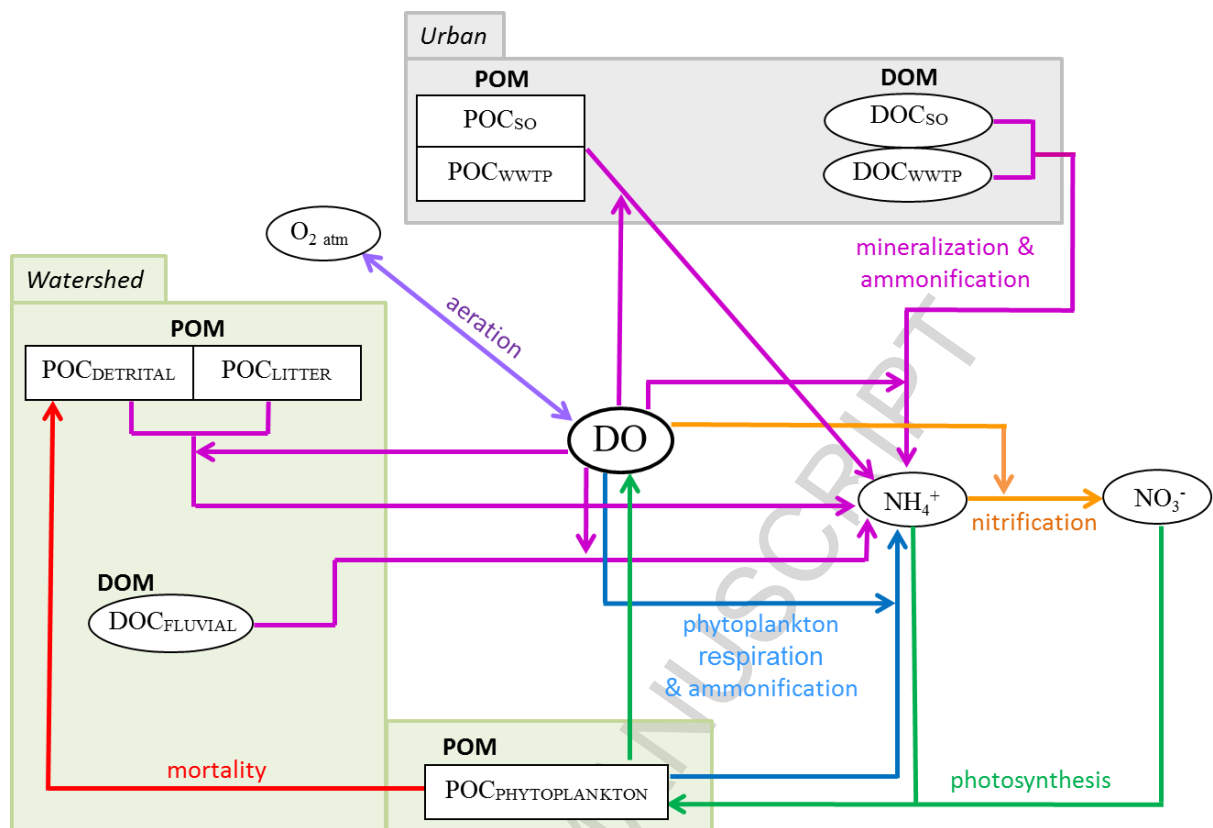 Urban
POM
DOM
POCSO
DOCSO
POCWWTP
DOCWWTP
O2 atm
mineralization &
ammonification
Watershed
aeration
POM
POCDETRITAL
POCLITTER
DO
NH4+
NO3-
nitrification
DOM
DOCFLUVIAL
phytoplankton
respiration
& ammonification
POM
mortality
POCPHYTOPLANKTON
photosynthesis
MANUSCRIPT